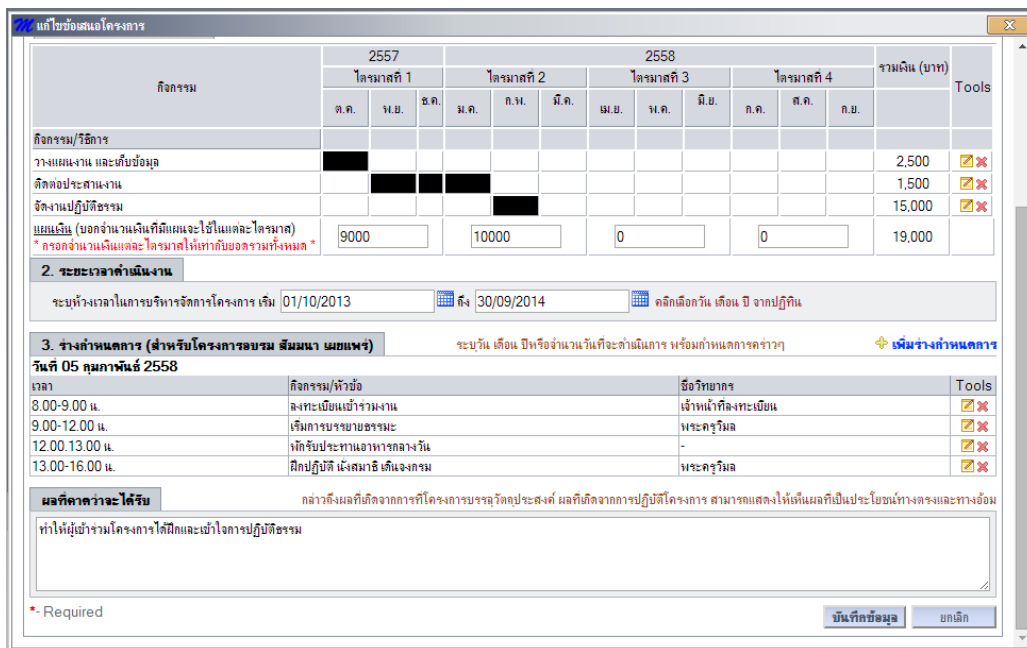 แก้ไขข้อเสนอโครงการ
กิจกรรม 2557 2558 รวมเงิน (บาท) Tools
ไตรมาสที่ 1 ไตรมาสที่ 2 ไตรมาสที่ 3 ไตรมาสที่ 4
ต.ค. พ.ย. ธ.ค. ม.ค. ก.พ. มี.ค. เม.ย. พ.ค. มิ.ย. ก.ค. ส.ค. ก.ย.
กิจกรรม/วิธีการ
วางแผนงาน และเก็บข้อมูล 2,500
ติดต่อประสานงาน 1,500
จัดงานปฏิบัติธรรม 15,000
แผนเงิน (บอกจำนวนเงินที่มีแผนจะใช้ในแต่ละไตรมาส) 9000 10000 0 0 19,000
* กรอกจำนวนเงินแต่ละไตรมาสให้เท่ากับยอดรวมทั้งหมด *
2. ระยะเวลาดำเนินงาน
ระบุห้วงเวลาในการบริหารจัดการโครงการ เริ่ม 01/10/2013 ถึง 30/09/2014 คลิกเลือกวัน เดือน ปี จากปฏิทิน
3. ร่างกำหนดการ (สำหรับโครงการอบรม สัมมนา เผยแพร่) ระบุวัน เดือน ปีหรือจำนวนวันที่จะดำเนินการ พร้อมกำหนดการคร่าวๆ เพิ่มร่างกำหนดการ
วันที่ 05 กุมภาพันธ์ 2558
เวลา กิจกรรม/หัวข้อ ชื่อวิทยากร Tools
8.00-9.00 น. ลงทะเบียนเข้าร่วมงาน เจ้าหน้าที่ลงทะเบียน
9.00-12.00 น. เริ่มการบรรยายธรรมะ พระครูวิมล
12.00.13.00 น. พักรับประทานอาหารกลางวัน -
13.00-16.00 น. ฝึกปฏิบัติ นั่งสมาธิ เดินจงกรม พระครูวิมล
ผลที่คาดว่าจะได้รับ กล่าวถึงผลที่เกิดจากการที่โครงการบรรลุวัตถุประสงค์ ผลที่เกิดจากการปฏิบัติโครงการ สามารถแสดงให้เห็นผลที่เป็นประโยชน์ทางตรงและทางอ้อม
ทำให้ผู้เข้าร่วมโครงการได้ฝึกและเข้าใจการปฏิบัติธรรม
*- Required
บันทึกข้อมูล ยกเลิก